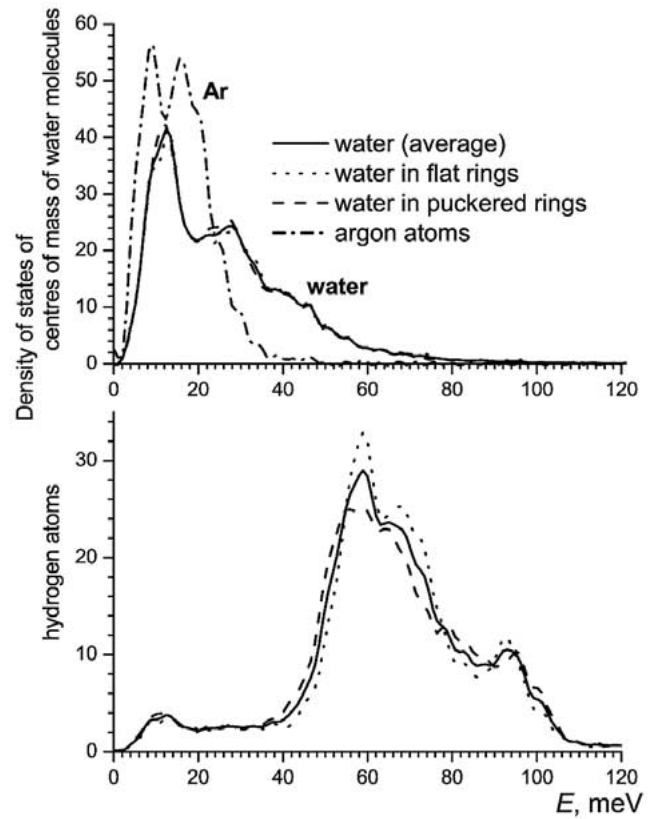 Density of states of
centres of mass of water molecules
60
50
40
30
20
10
0
Ar
water (average)
water in flat rings
water in puckered rings
argon atoms
water
0 20 40 60 80 100 120
hydrogen atoms
30
20
10
0
0 20 40 60 80 100 120
E, meV